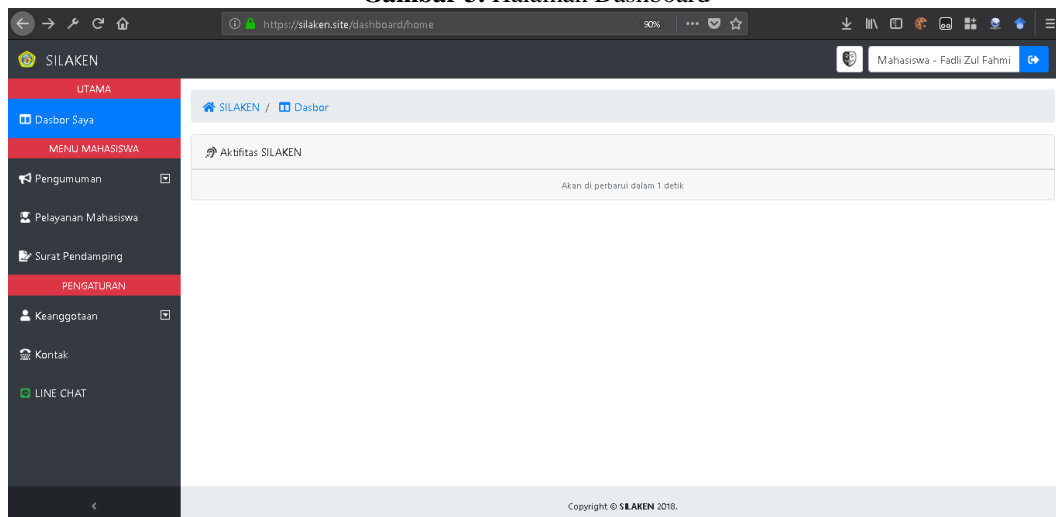 Gambar 3. Halaman Dashboard
https://silaken.site/dashboard/home
90%
SILAKEN
Mahasiswa - Fadli Zul Fahmi
UTAMA
Dasbor Saya
MENU MAHASISWA
Pengumuman
Pelayanan Mahasiswa
Surat Pendamping
PENGATURAN
Keanggotaan
Kontak
LINE CHAT
SILAKEN / Dasbor
Aktifitas SILAKEN
Akan di perbarui dalam 1 detik
Copyright © SILAKEN 2018.